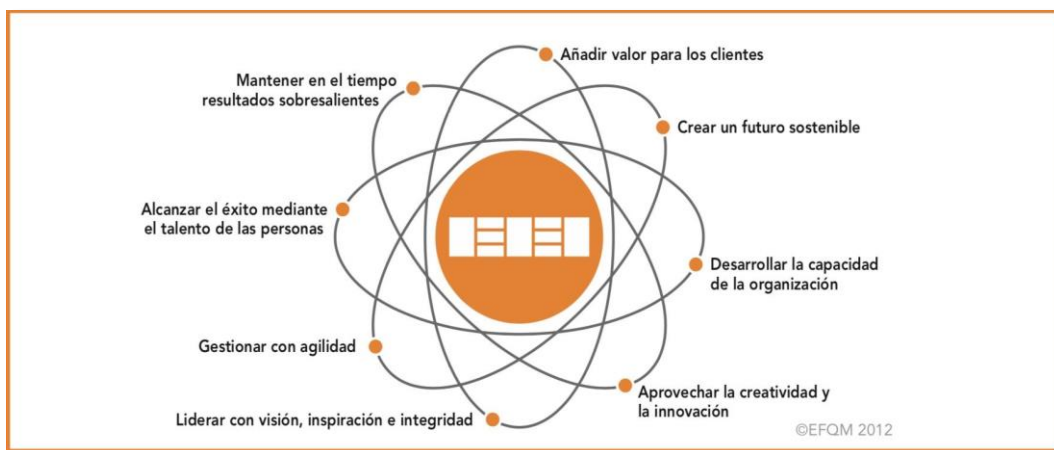 Añadir valor para los clientes
Mantener en el tiempo
resultados sobresalientes
Crear un futuro sostenible
Alcanzar el éxito mediante
el talento de las personas
Desarrollar la capacidad
de la organización
Gestionar con agilidad
Aprovechar la creatividad y
la innovación
Liderar con visión, inspiración e integridad
©EFQM 2012